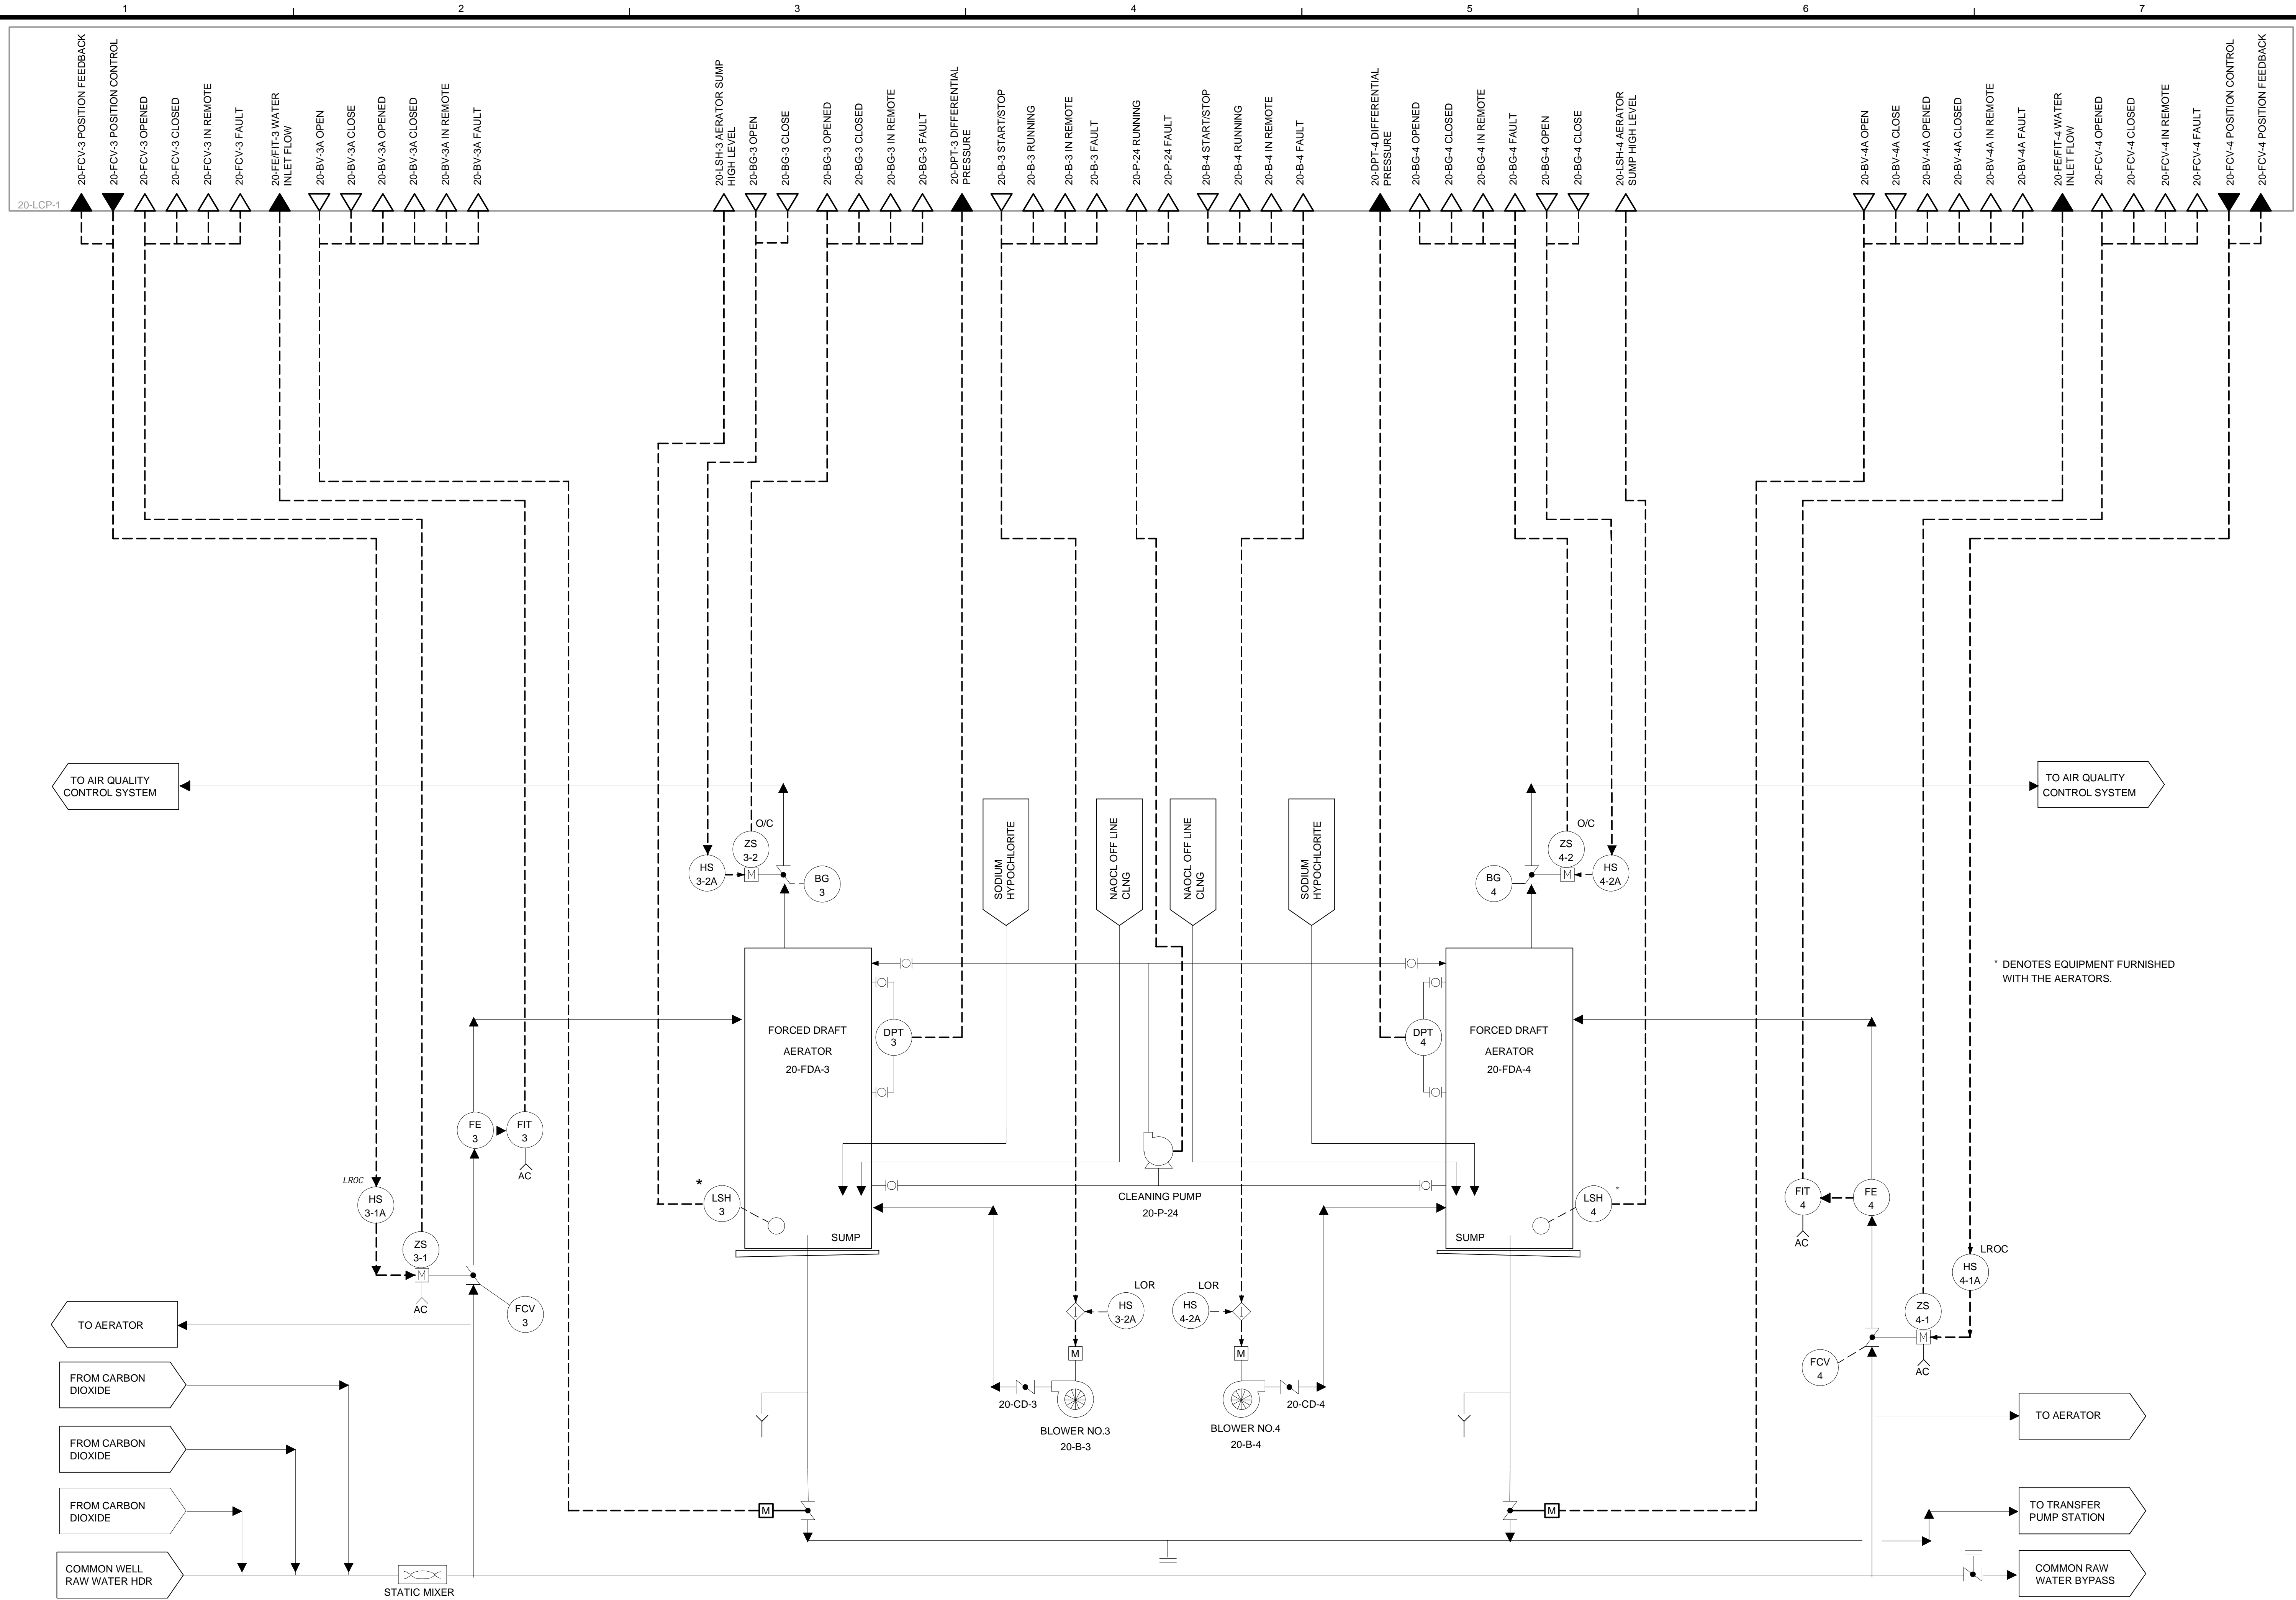 1
2
3
4
5
6
7
20-FCV-3 POSITION FEEDBACK
20-FCV-3 POSITION CONTROL
20-FCV-3 OPENED
20-FCV-3 CLOSED
20-FCV-3 IN REMOTE
20-FCV-3 FAULT
20-FE/FIT-3 WATER
INLET FLOW
20-BV-3A OPEN
20-BV-3A CLOSE
20-BV-3A OPENED
20-BV-3A CLOSED
20-BV-3A IN REMOTE
20-BV-3A FAULT
20-LSH-3 AERATOR SUMP
HIGH LEVEL
20-BG-3 OPEN
20-BG-3 CLOSE
20-BG-3 OPENED
20-BG-3 CLOSED
20-BG-3 IN REMOTE
20-BG-3 FAULT
20-DPT-3 DIFFERENTIAL
PRESSURE
20-B-3 START/STOP
20-B-3 RUNNING
20-B-3 IN REMOTE
20-B-3 FAULT
20-P-24 RUNNING
20-P-24 FAULT
20-B-4 START/STOP
20-B-4 RUNNING
20-B-4 IN REMOTE
20-B-4 FAULT
20-DPT-4 DIFFERENTIAL
PRESSURE
20-BG-4 OPENED
20-BG-4 CLOSED
20-BG-4 IN REMOTE
20-BG-4 FAULT
20-BG-4 OPEN
20-BG-4 CLOSE
20-LSH-4 AERATOR
SUMP HIGH LEVEL
20-BV-4A OPEN
20-BV-4A CLOSE
20-BV-4A OPENED
20-BV-4A CLOSED
20-BV-4A IN REMOTE
20-BV-4A FAULT
20-FE/FIT-4 WATER
INLET FLOW
20-FCV-4 OPENED
20-FCV-4 CLOSED
20-FCV-4 IN REMOTE
20-FCV-4 FAULT
20-FCV-4 POSITION CONTROL
20-FCV-4 POSITION FEEDBACK
20-LCP-1
TO AIR QUALITY
CONTROL SYSTEM
TO AIR QUALITY
CONTROL SYSTEM
O/C
ZS
3-2
HS
3-2A
M
BG
3
SODIUM
HYPOCHLORITE
NAOCL OFF LINE
CLNG
NAOCL OFF LINE
CLNG
SODIUM
HYPOCHLORITE
O/C
ZS
4-2
HS
4-2A
M
BG
4
* DENOTES EQUIPMENT FURNISHED
WITH THE AERATORS.
FORCED DRAFT
AERATOR
20-FDA-3
DPT
3
DPT
4
FORCED DRAFT
AERATOR
20-FDA-4
FE
3
FIT
3
AC
LROC
HS
3-1A
ZS
3-1
M
AC
FCV
3
*
LSH
3
SUMP
CLEANING PUMP
20-P-24
SUMP
LSH
4
*
FIT
4
AC
FE
4
LROC
HS
4-1A
ZS
4-1
M
AC
FCV
4
LOR
HS
3-2A
I
M
LOR
HS
4-2A
I
M
20-CD-3
BLOWER NO.3
20-B-3
20-CD-4
BLOWER NO.4
20-B-4
TO AERATOR
FROM CARBON
DIOXIDE
FROM CARBON
DIOXIDE
FROM CARBON
DIOXIDE
COMMON WELL
RAW WATER HDR
STATIC MIXER
M
M
TO AERATOR
TO TRANSFER
PUMP STATION
COMMON RAW
WATER BYPASS